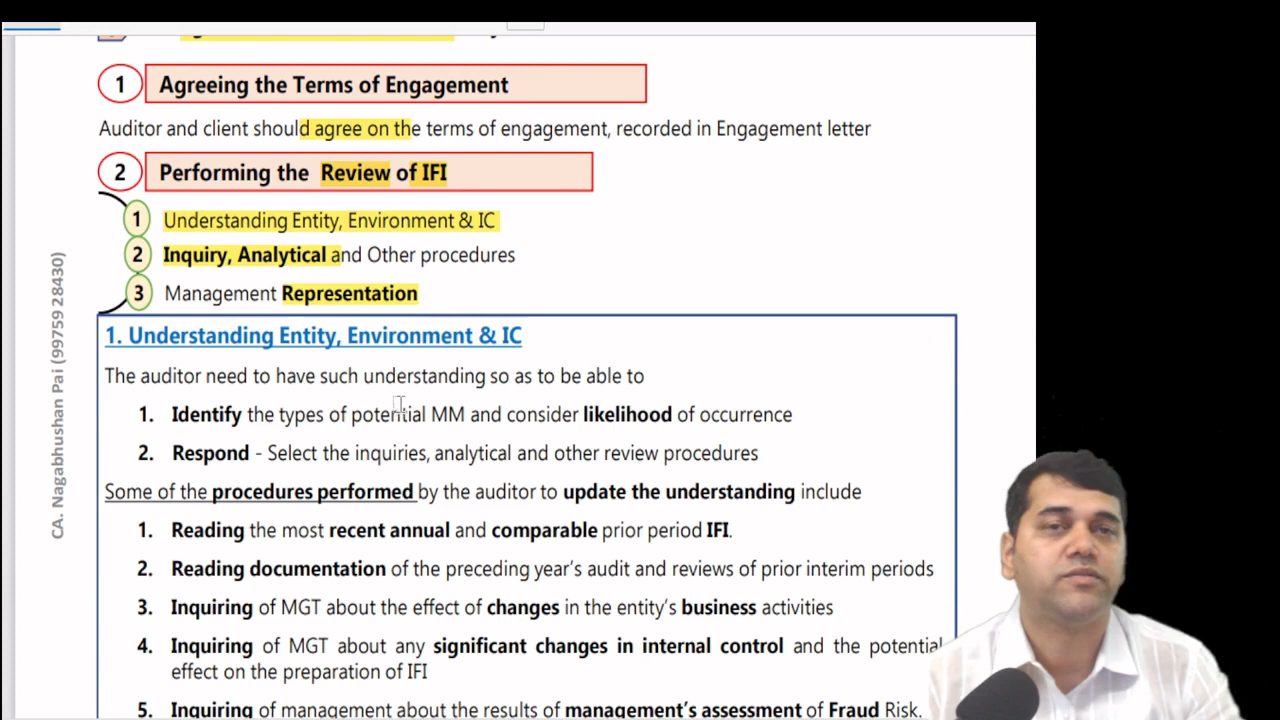 1 Agreeing the Terms of Engagement
Auditor and client should agree on the terms of engagement, recorded in Engagement letter
2 Performing the Review of IFI
1 Understanding Entity, Environment & IC
2 Inquiry, Analytical and Other procedures
3 Management Representation
1. Understanding Entity, Environment & IC
The auditor need to have such understanding so as to be able to
1. Identify the types of potential MM and consider likelihood of occurrence
2. Respond - Select the inquiries, analytical and other review procedures
Some of the procedures performed by the auditor to update the understanding include
1. Reading the most recent annual and comparable prior period IFI.
2. Reading documentation of the preceding year's audit and reviews of prior interim periods
3. Inquiring of MGT about the effect of changes in the entity's business activities
4. Inquiring of MGT about any significant changes in internal control and the potential
effect on the preparation of IFI
5. Inquiring of management about the results of management's assessment of Fraud Risk.
CA. Nagabhushan Pai (99759 28430)